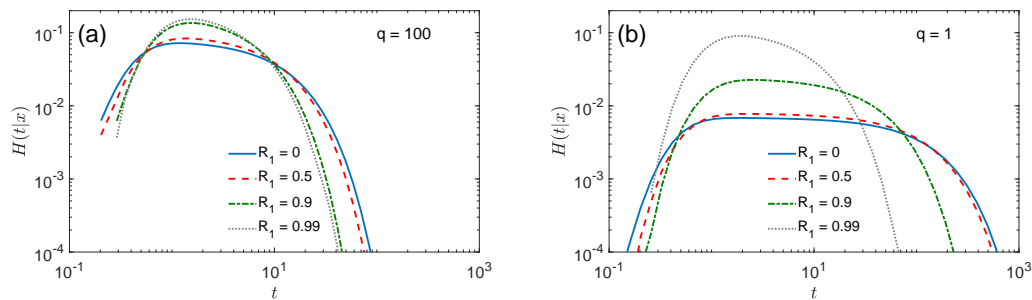 (a)
q = 100
10^-1
10^-2
10^-3
10^-4
H(t|x)
R_1 = 0
R_1 = 0.5
R_1 = 0.9
R_1 = 0.99
10^-1
10^1
10^3
t
(b)
q = 1
10^-1
10^-2
10^-3
10^-4
H(t|x)
R_1 = 0
R_1 = 0.5
R_1 = 0.9
R_1 = 0.99
10^-1
10^1
10^3
t